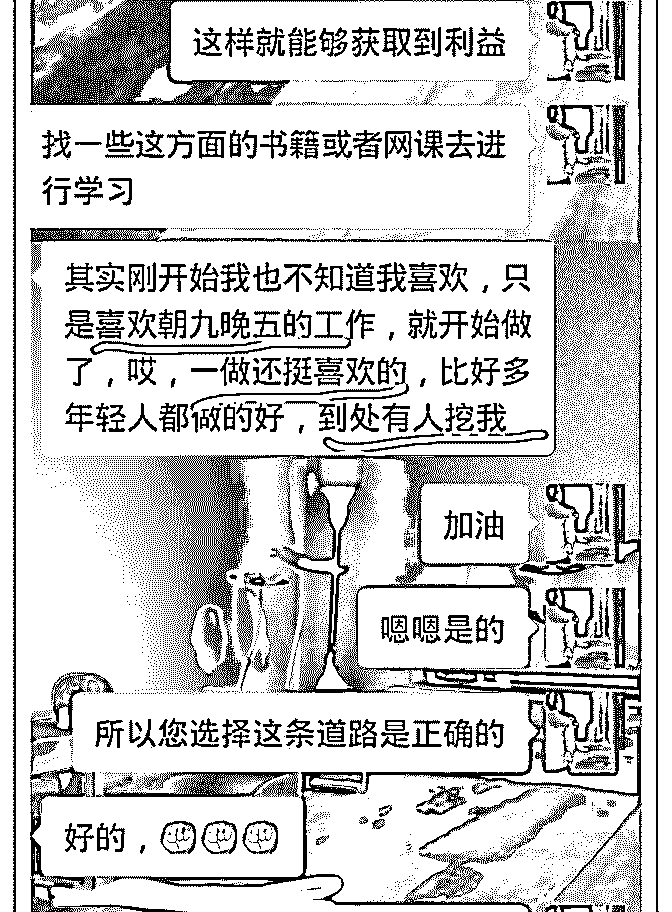 这样就能够获取到利益
找一些这方面的书籍或者网课去进
行学习
其实刚开始我也不知道我喜欢，只
是喜欢朝九晚五的工作，就开始做
了，哎，一做还挺喜欢的，比好多
年轻人都做的好，到处有人挖我
加油
嗯嗯是的
所以您选择这条道路是正确的
好的，